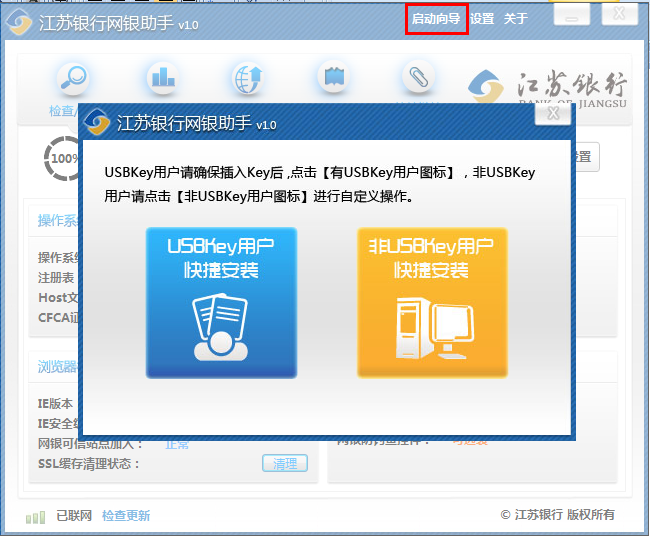 江苏银行网银助手 v1.0
启动向导 设置 关于
江苏银行
BANK OF JIANGSU
检查
100%
江苏银行网银助手 v1.0
USBKey用户请确保插入Key后 ,点击【有USBKey用户图标】，非USBKey
用户请点击【非USBKey用户图标】进行自定义操作。
USBKey用户
快捷安装
非USBKey用户
快捷安装
置
操作系统
操作系统
注册表
Host文
CFCA证
浏览器
IE版本
IE安全级
网银可信站点加入： 正常
SSL缓存清理状态： 清理
已联网 检查更新
© 江苏银行 版权所有